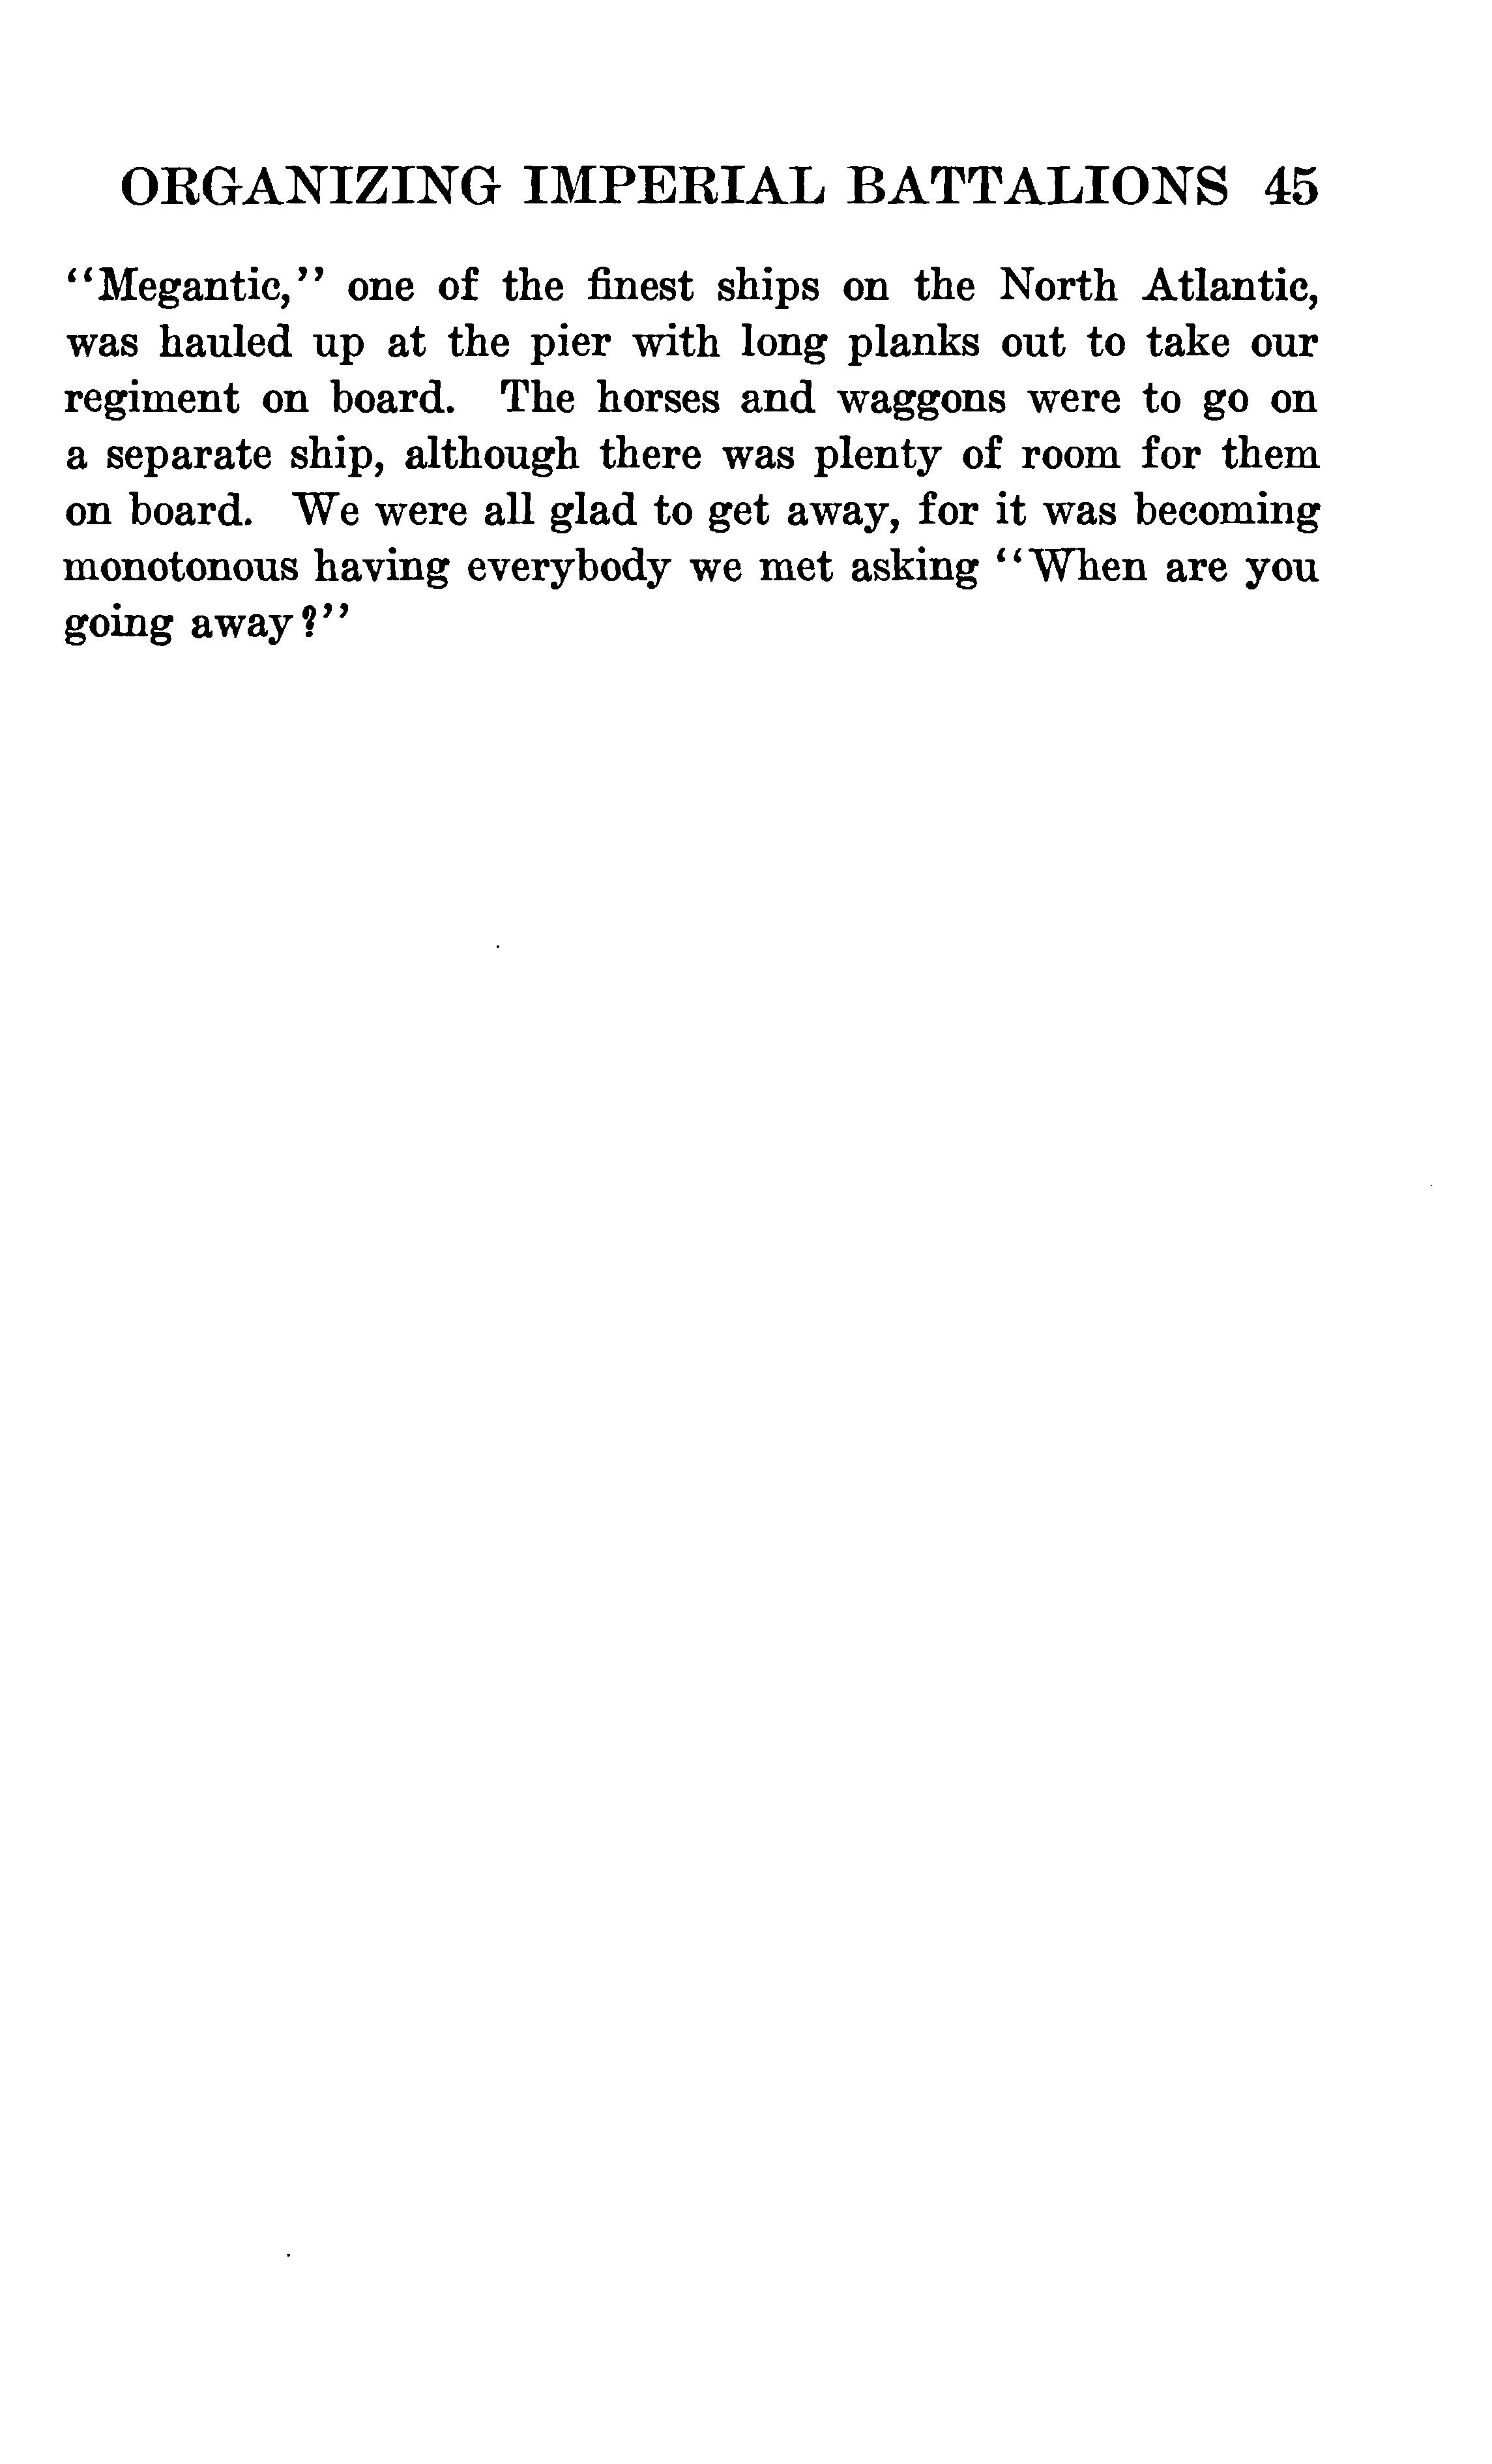 ORGANIZING IMPERIAL BATTALIONS 45
"Megantic," one of the finest ships on the North Atlantic,
was hauled up at the pier with long planks out to take our
regiment on board. The horses and waggons were to go on
a separate ship, although there was plenty of room for them
on board. We were all glad to get away, for it was becoming
monotonous having everybody we met asking "When are you
going away?"